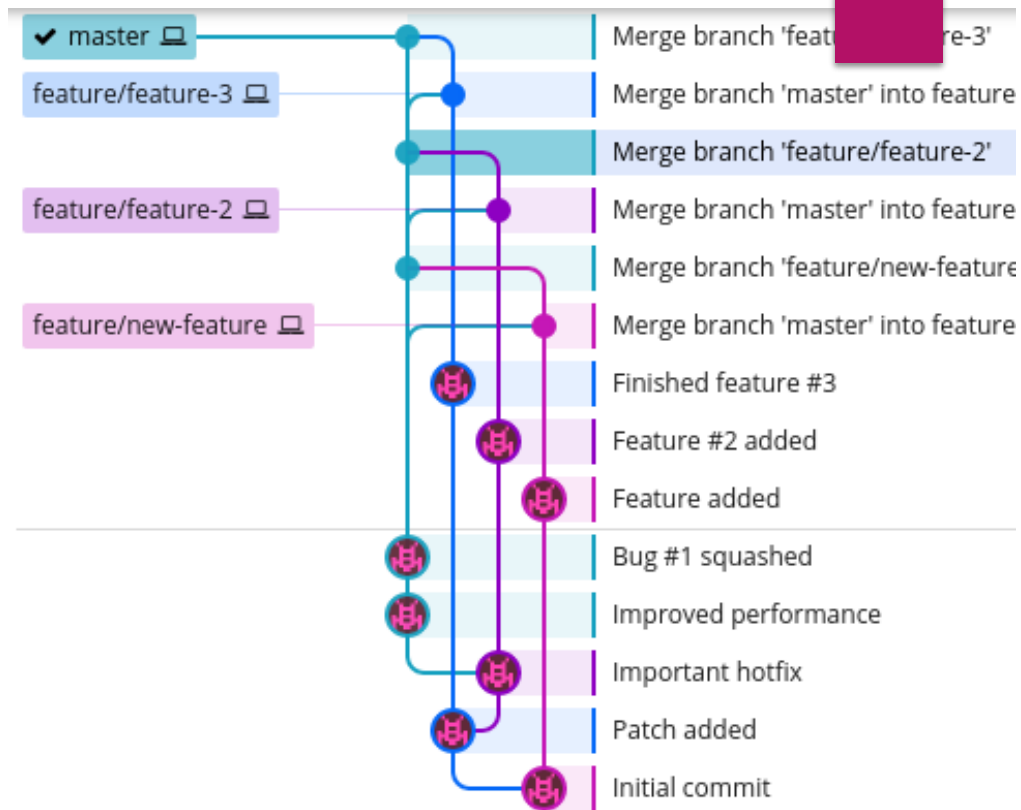 master
Merge branch 're-3'
feature/feature-3
Merge branch 'master' into feature
Merge branch 'feature/feature-2'
feature/feature-2
Merge branch 'master' into feature
Merge branch 'feature/new-feature
feature/new-feature
Merge branch 'master' into feature
Finished feature #3
Feature #2 added
Feature added
Bug #1 squashed
Improved performance
Important hotfix
Patch added
Initial commit